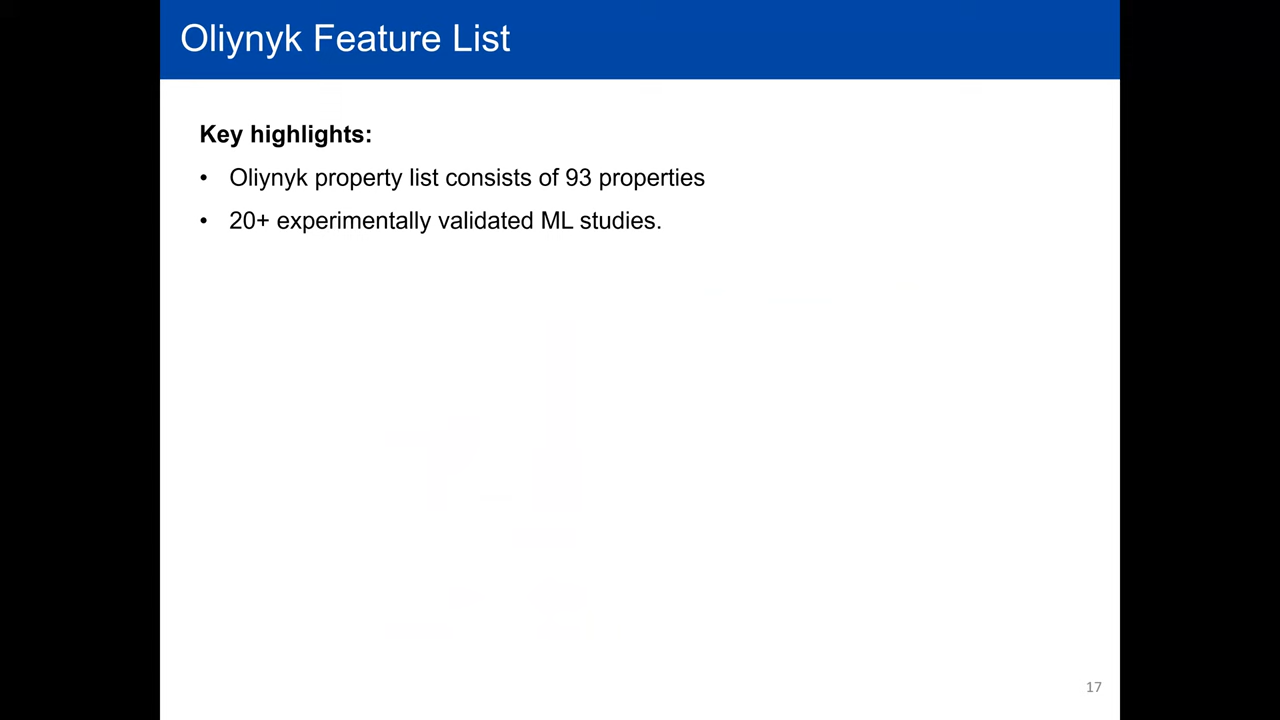 Oliynyk Feature List
Key highlights:
• Oliynyk property list consists of 93 properties
• 20+ experimentally validated ML studies.
17